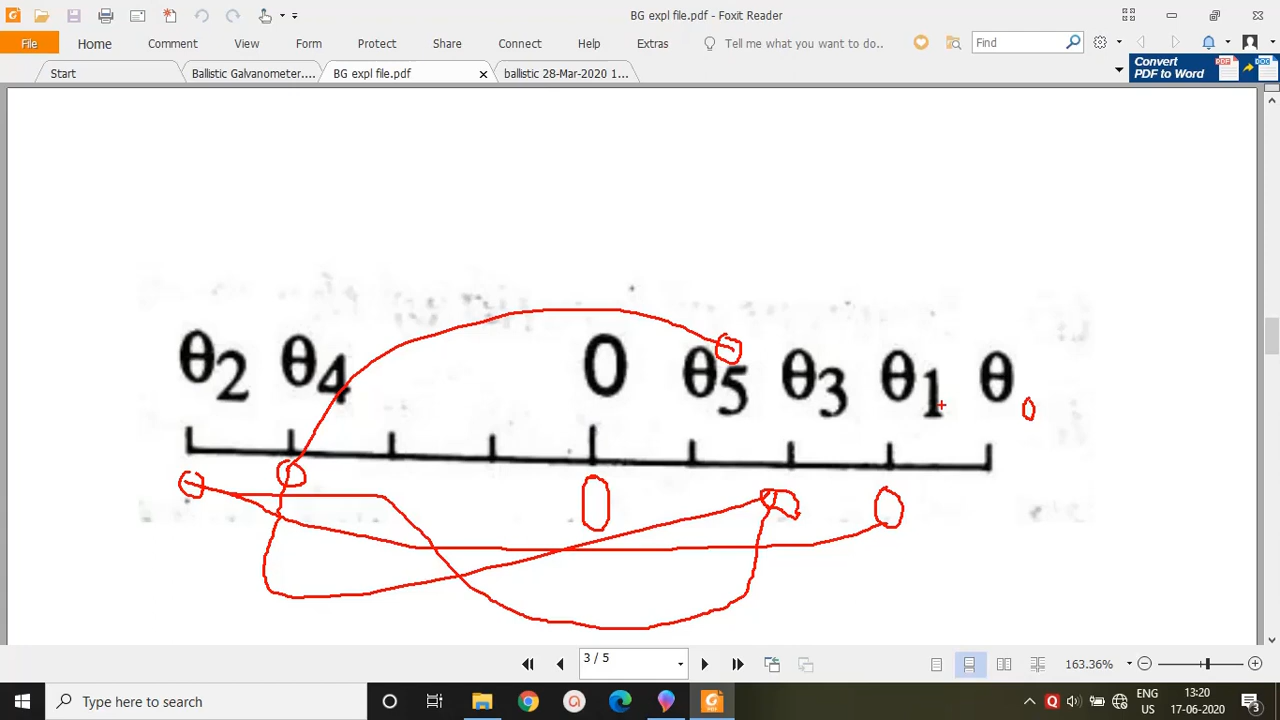 BG expl file.pdf - Foxit Reader
File Home Comment View Form Protect Share Connect Help Extras Tell me what you want to do.. Find
Start Ballistic Galvanometer.... BG expl file.pdf ballistic 28-Mar-2020 1... Convert PDF to Word
θ2 θ4 0 θ5 θ3 θ1 θ 0
3 / 5 163.36%
Type here to search ENG 13:20
17-06-2020 3